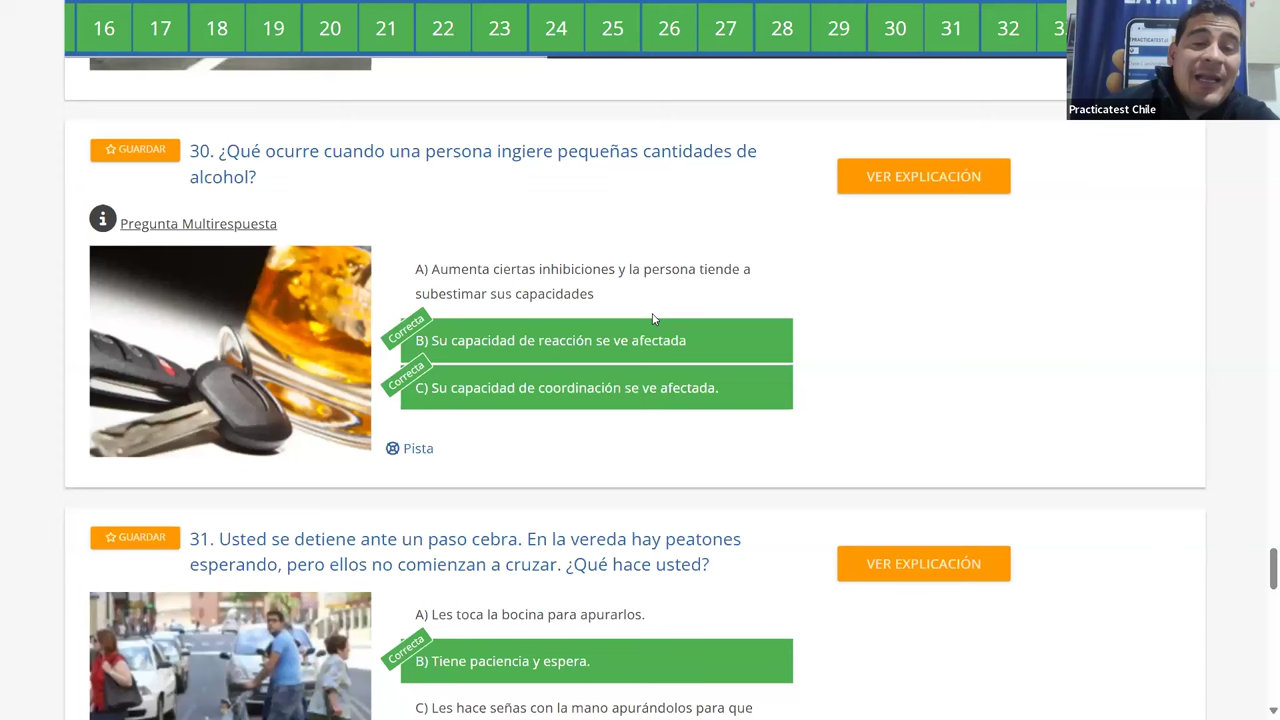 16 17 18 19 20 21 22 23 24 25 26 27 28 29 30 31 32
PRACTICATEST
Practicatest Chile
GUARDAR
30. ¿Qué ocurre cuando una persona ingiere pequeñas cantidades de
alcohol?
VER EXPLICACIÓN
Pregunta Multirespuesta
A) Aumenta ciertas inhibiciones y la persona tiende a
subestimar sus capacidades
Correcta
B) Su capacidad de reacción se ve afectada
Correcta
C) Su capacidad de coordinación se ve afectada.
Pista
GUARDAR
31. Usted se detiene ante un paso cebra. En la vereda hay peatones
esperando, pero ellos no comienzan a cruzar. ¿Qué hace usted?
VER EXPLICACIÓN
A) Les toca la bocina para apurarlos.
Correcta
B) Tiene paciencia y espera.
C) Les hace señas con la mano apurándolos para que